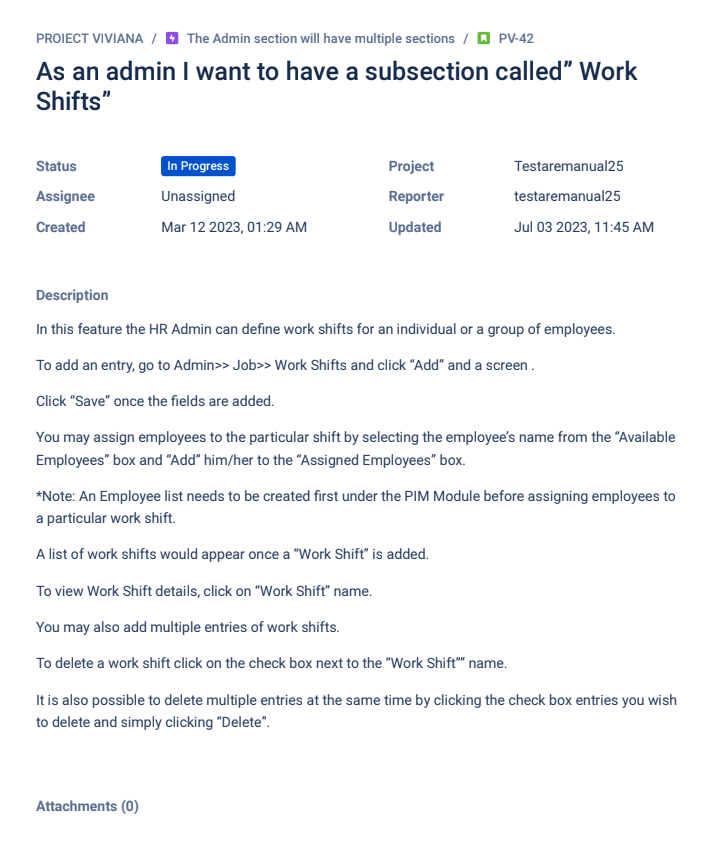 PROIECT VIVIANA / The Admin section will have multiple sections / PV-42
As an admin I want to have a subsection called” Work
Shifts”
Status In Progress Project Testaremanual25
Assignee Unassigned Reporter testaremanual25
Created Mar 12 2023, 01:29 AM Updated Jul 03 2023, 11:45 AM
Description
In this feature the HR Admin can define work shifts for an individual or a group of employees.
To add an entry, go to Admin>> Job>> Work Shifts and click “Add” and a screen .
Click “Save” once the fields are added.
You may assign employees to the particular shift by selecting the employee’s name from the “Available
Employees” box and “Add” him/her to the “Assigned Employees” box.
*Note: An Employee list needs to be created first under the PIM Module before assigning employees to
a particular work shift.
A list of work shifts would appear once a “Work Shift” is added.
To view Work Shift details, click on “Work Shift” name.
You may also add multiple entries of work shifts.
To delete a work shift click on the check box next to the “Work Shift”” name.
It is also possible to delete multiple entries at the same time by clicking the check box entries you wish
to delete and simply clicking “Delete”.
Attachments (0)